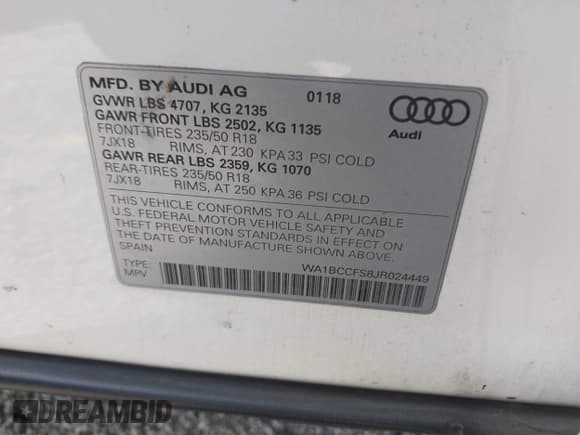 MFD. BY AUDI AG 0118
GVWR LBS 4707, KG 2135
GAWR FRONT LBS 2502, KG 1135
FRONT-TIRES 235/50 R18
7JX18 RIMS, AT 230 KPA 33 PSI COLD
GAWR REAR LBS 2359, KG 1070
REAR-TIRES 235/50 R18
7JX18 RIMS, AT 250 KPA 36 PSI COLD
Audi
THIS VEHICLE CONFORMS TO ALL APPLICABLE
U.S. FEDERAL MOTOR VEHICLE SAFETY AND
THEFT PREVENTION STANDARDS IN EFFECT ON
THE DATE OF MANUFACTURE SHOWN ABOVE.
SPAIN
TYPE: WA1BCCFS8JR024449
MPV
DREAMBID